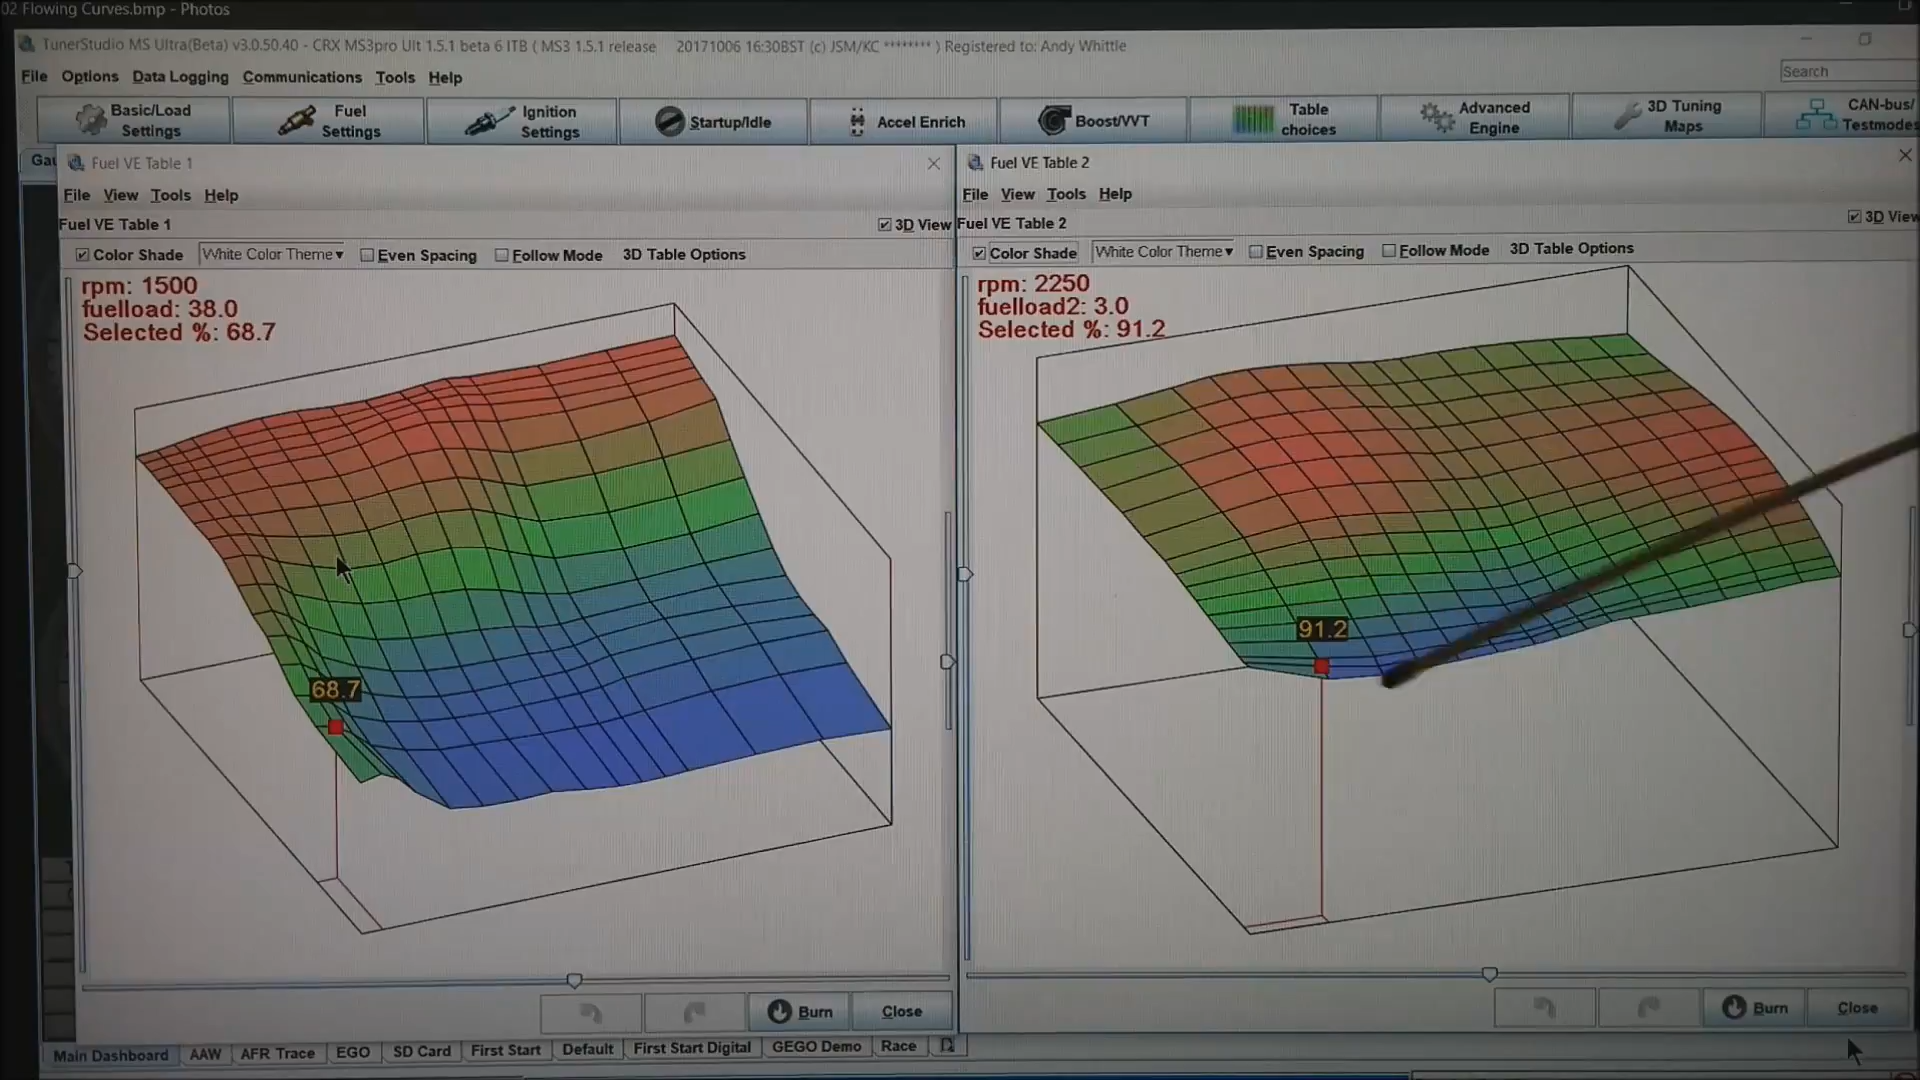 02 Flowing Curves.bmp - Photos
TunerStudio MS Ultra(Beta) v3.0.50.40 - CRX MS3pro Ult 1.5.1 beta 6 ITB ( MS3 1.5.1 release 20171006 16:30BST (c) JSM/KC ******** ) Registered to: Andy Whittle
File Options Data Logging Communications Tools Help
Search
Basic/Load Settings
Fuel Settings
Ignition Settings
Startup/Idle
Accel Enrich
Boost/VVT
Table choices
Advanced Engine
3D Tuning Maps
CAN-bus/ Testmodes
Gau
Fuel VE Table 1
File View Tools Help
Fuel VE Table 1
3D View
Color Shade White Color Theme Even Spacing Follow Mode 3D Table Options
rpm: 1500
fuelload: 38.0
Selected %: 68.7
68.7
Burn Close
Fuel VE Table 2
File View Tools Help
Fuel VE Table 2
3D View
Color Shade White Color Theme Even Spacing Follow Mode 3D Table Options
rpm: 2250
fuelload2: 3.0
Selected %: 91.2
91.2
Burn Close
Main Dashboard AAW AFR Trace EGO SD Card First Start Default First Start Digital GEGO Demo Race